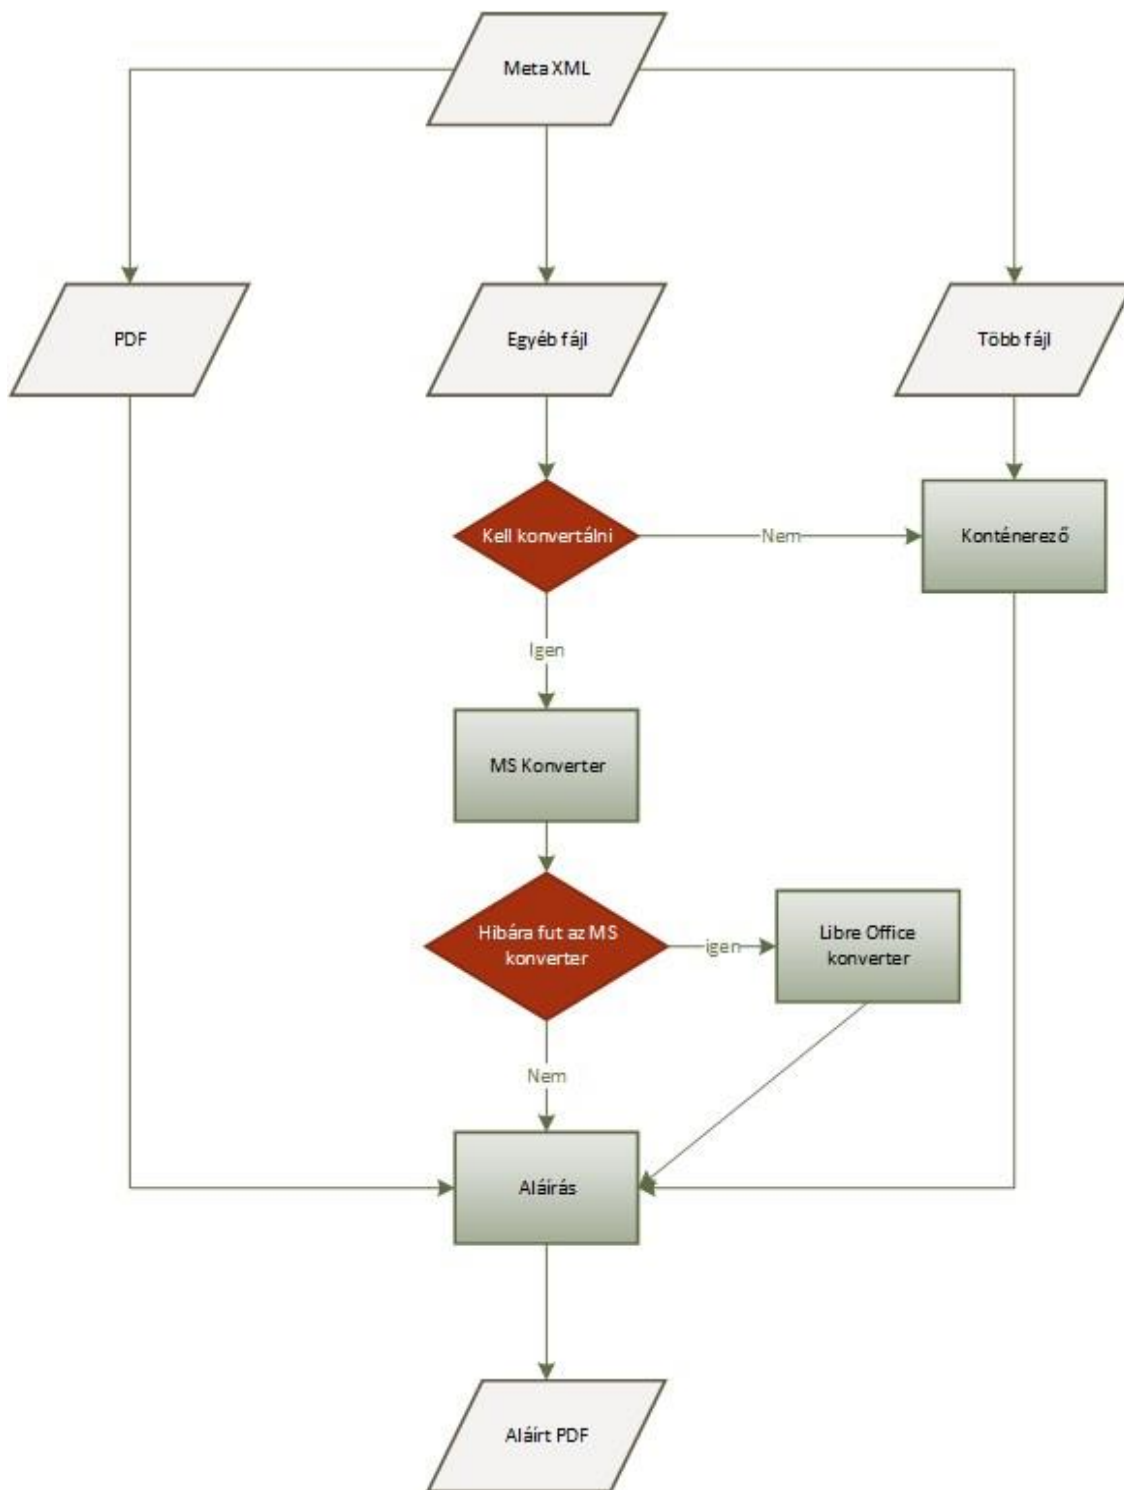 Meta XML
PDF
Egyéb fájl
Több fájl
Kell konvertálni
Nem
Konténerező
Igen
MS Konverter
Hibára fut az MS
konverter
igen
Libre Office
konverter
Nem
Aláírás
Aláírt PDF